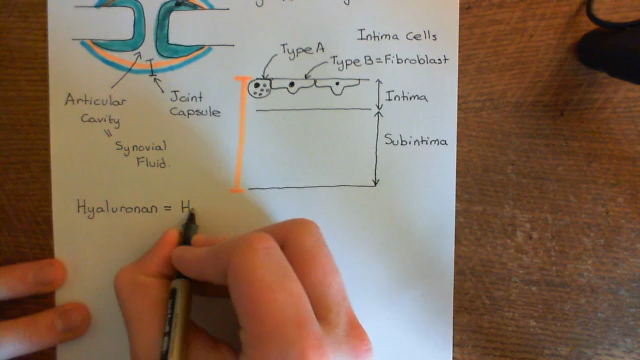 Intima Cells
Type A
Type B = Fibroblast
Articular
Cavity
=
Synovial
Fluid.
Joint
Capsule
Intima
Subintima
Hyaluronan = H